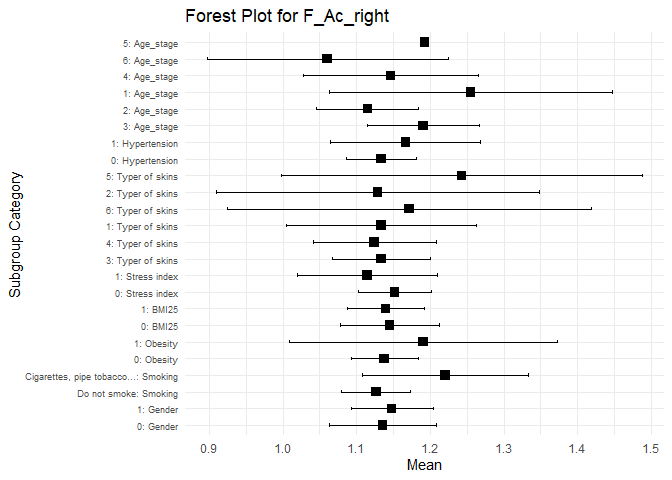 Forest Plot for F_Ac_right
Subgroup Category
5: Age_stage
6: Age_stage
4: Age_stage
1: Age_stage
2: Age_stage
3: Age_stage
1: Hypertension
0: Hypertension
5: Typer of skins
2: Typer of skins
6: Typer of skins
1: Typer of skins
4: Typer of skins
3: Typer of skins
1: Stress index
0: Stress index
1: BMI25
0: BMI25
1: Obesity
0: Obesity
Cigarettes, pipe tobacco...: Smoking
Do not smoke: Smoking
1: Gender
0: Gender
0.9 1.0 1.1 1.2 1.3 1.4 1.5
Mean